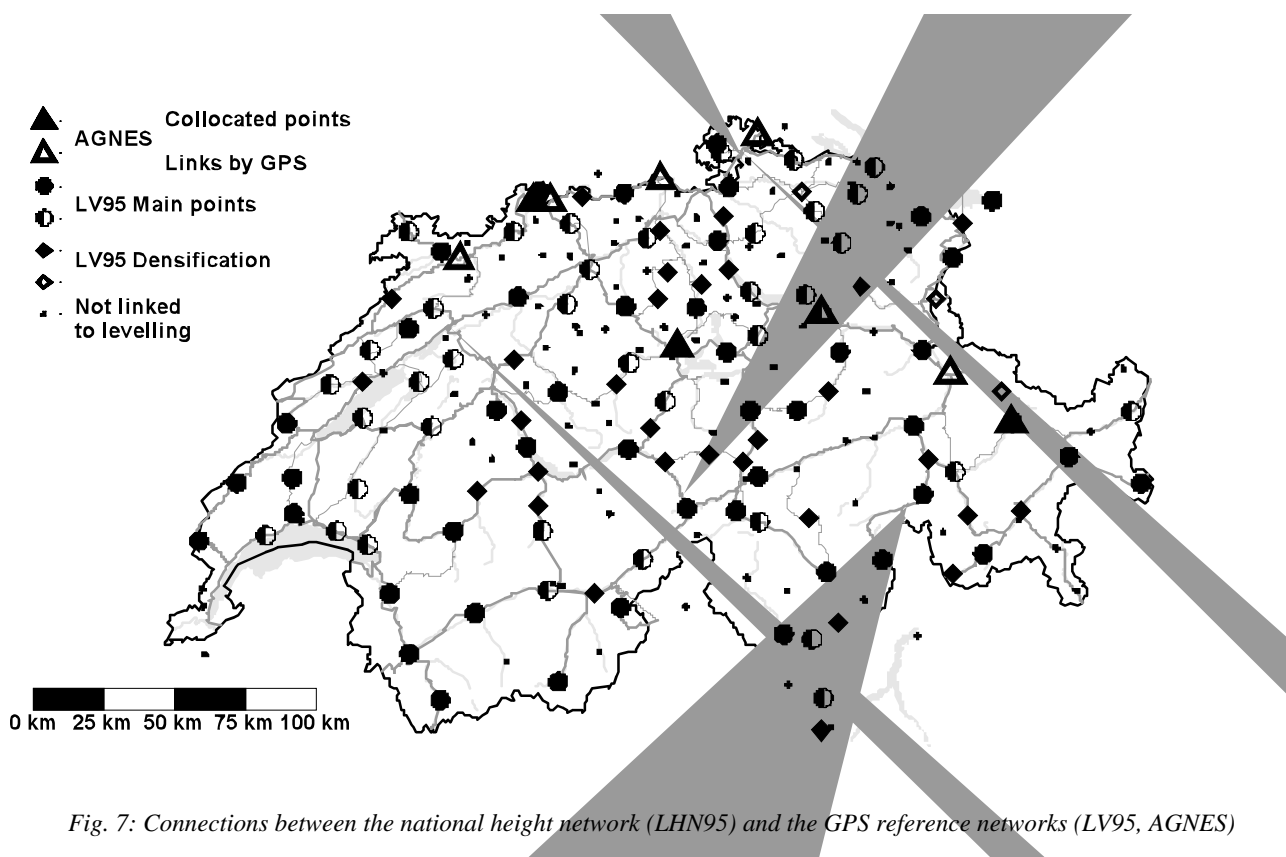 Collocated points
AGNES
Links by GPS
LV95 Main points
LV95 Densification
Not linked
to levelling
0 km 25 km 50 km 75 km 100 km
Fig. 7: Connections between the national height network (LHN95) and the GPS reference networks (LV95, AGNES)